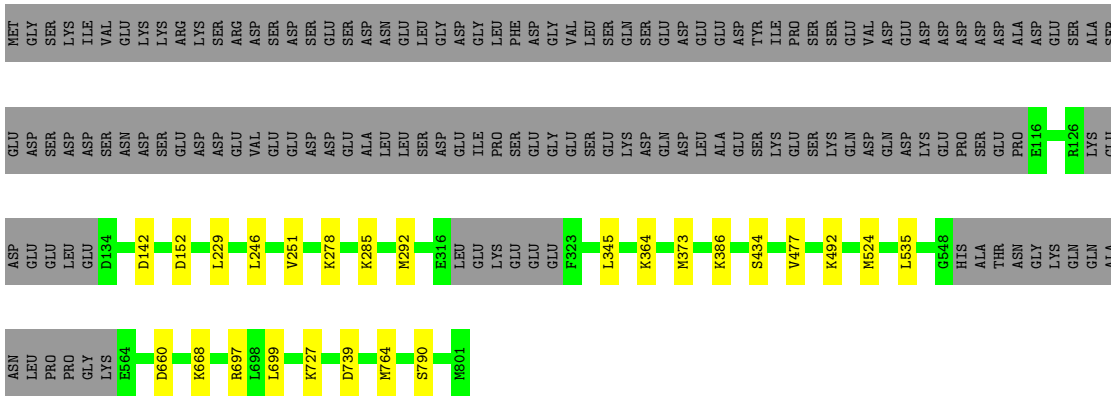 MET GLY SER LYS ILE VAL GLU LYS LYS ARG LYS SER ARG ASP SER ASP SER GLU SER ASP ASN GLU LEU GLY ASP GLY LEU PHE ASP GLY VAL LEU SER GLN SER GLU ASP GLU GLU ASP TYR ILE PRO SER SER GLU VAL ASP GLU ASP ASP ASP ASP ASP ALA ASP GLU SER ALA SER
GLU ASP SER ASP ASP SER ASN ASP SER GLU ASP ASP GLU VAL GLU GLU ASP ASP GLU ALA LEU LEU SER ASP GLU ILE PRO SER GLU GLY GLU SER GLU LYS ASP GLN ASP LEU ALA GLU SER LYS GLU SER LYS GLN ASP GLN ASP LYS GLU PRO SER GLU PRO E116 R126 LYS
ASP GLU GLU LEU GLU D134 D142 D152 L229 L246 V251 K278 K285 M292 E316 LEU GLU LYS GLU GLU GLU F323 L345 K364 M373 K386 S434 V477 K492 M524 L535 G548 HIS ALA THR ASN GLY LYS GLN GLN ALA
ASN LEU PRO PRO GLY LYS E564 D660 K668 R697 L698 L699 K727 D739 M764 S790 M801